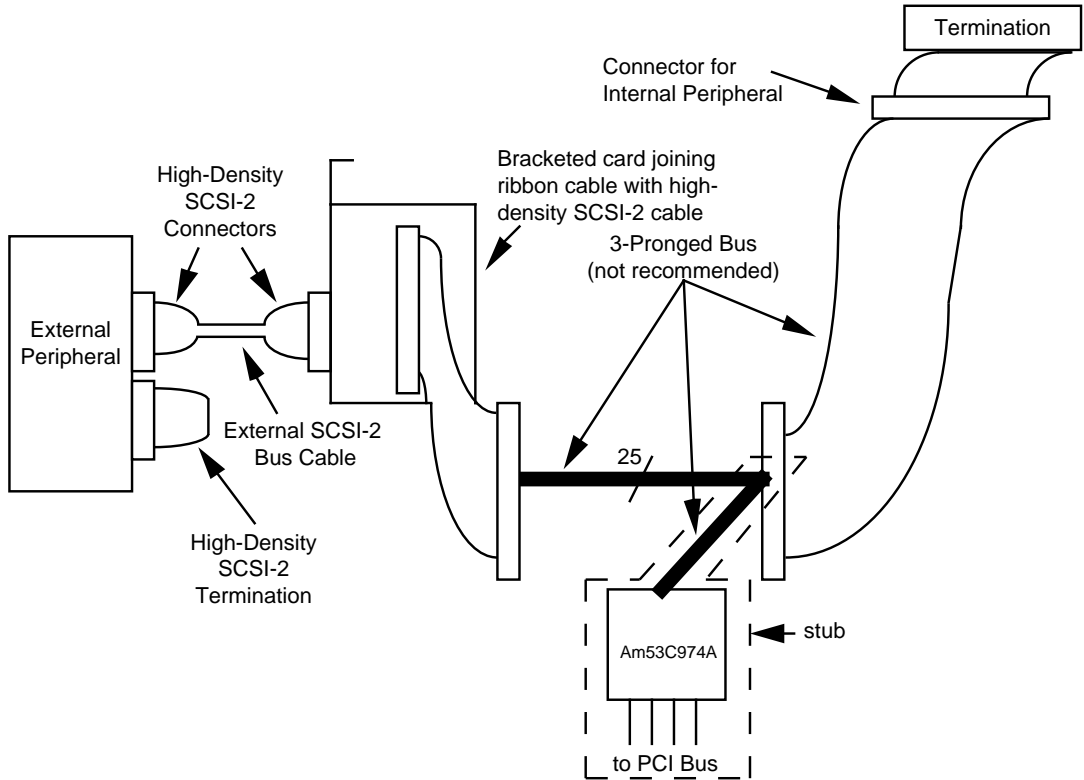 Termination
Connector for
Internal Peripheral
Bracketed card joining
ribbon cable with high-
density SCSI-2 cable
High-Density
SCSI-2
Connectors
3-Pronged Bus
(not recommended)
External
Peripheral
External SCSI-2
Bus Cable
25
High-Density
SCSI-2
Termination
stub
Am53C974A
to PCI Bus